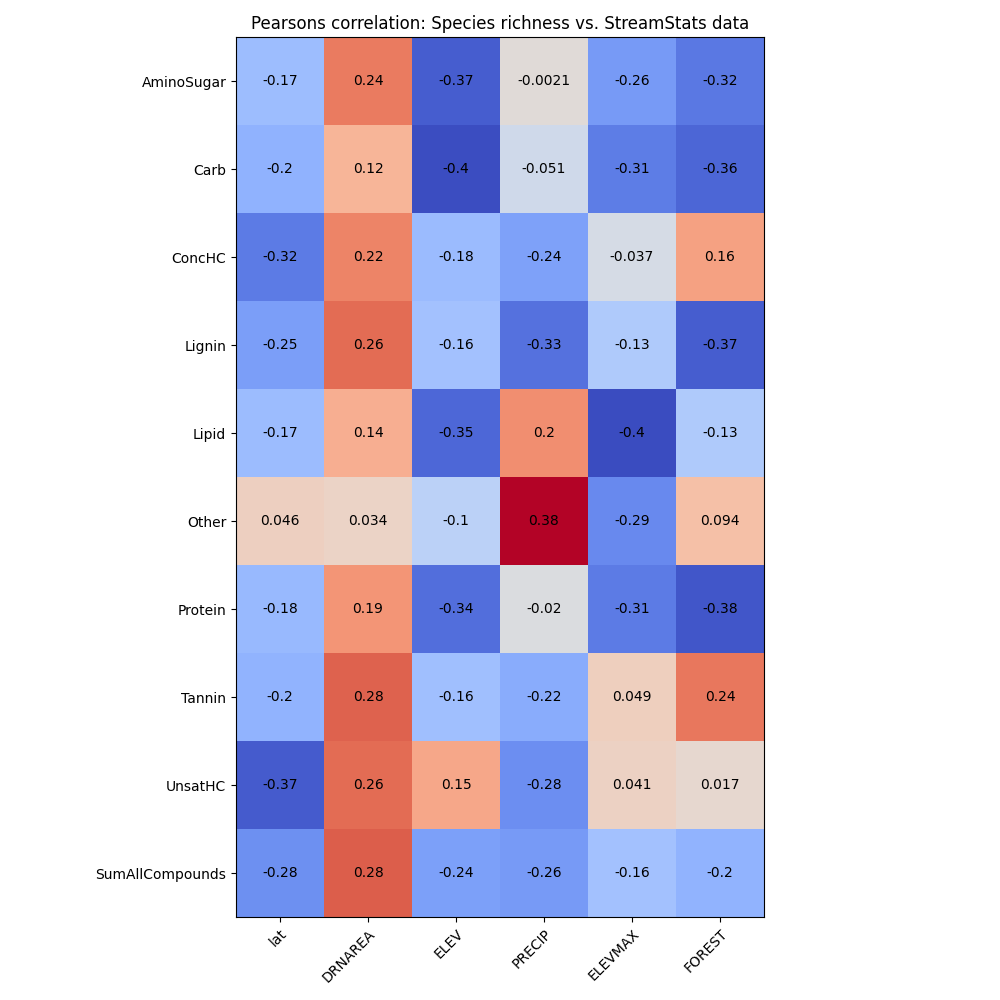 Pearsons correlation: Species richness vs. StreamStats data
AminoSugar -0.17 0.24 -0.37 -0.0021 -0.26 -0.32
Carb -0.2 0.12 -0.4 -0.051 -0.31 -0.36
ConcHC -0.32 0.22 -0.18 -0.24 -0.037 0.16
Lignin -0.25 0.26 -0.16 -0.33 -0.13 -0.37
Lipid -0.17 0.14 -0.35 0.2 -0.4 -0.13
Other 0.046 0.034 -0.1 0.38 -0.29 0.094
Protein -0.18 0.19 -0.34 -0.02 -0.31 -0.38
Tannin -0.2 0.28 -0.16 -0.22 0.049 0.24
UnsatHC -0.37 0.26 0.15 -0.28 0.041 0.017
SumAllCompounds -0.28 0.28 -0.24 -0.26 -0.16 -0.2
lat DRNAREA ELEV PRECIP ELEVMAX FOREST